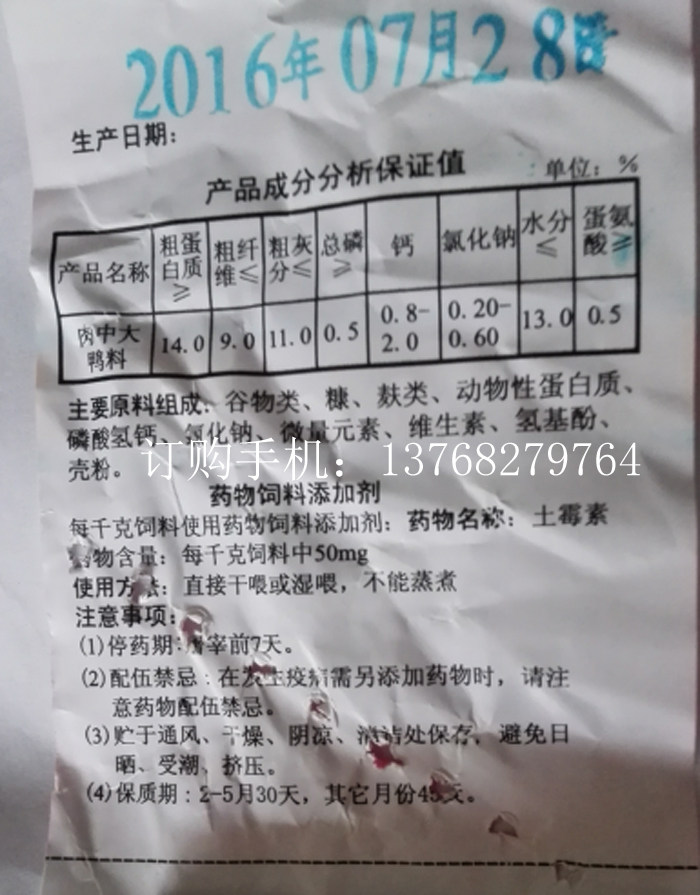 2016年07月28
生产日期：
产品成分分析保证值 单位：%
产品名称 粗蛋白质≥ 粗纤维≤ 粗灰分≤ 总磷≥ 钙 氯化钠 水分≤ 蛋氨酸≥
肉中大鸭料 14.0 9.0 11.0 0.5 0.8-2.0 0.20-0.60 13.0 0.5
主要原料组成：谷物类、糠、麸类、动物性蛋白质、
磷酸氢钙、氯化钠、微量元素、维生素、氢基酚、
壳粉。
订购手机：13768279764
药物饲料添加剂
每千克饲料使用药物饲料添加剂：药物名称：土霉素
药物含量：每千克饲料中50mg
使用方法：直接干喂或湿喂，不能蒸煮
注意事项：
(1)停药期：宰前7天。
(2)配伍禁忌：在发生疫病需另添加药物时，请注
意药物配伍禁忌。
(3)贮于通风、干燥、阴凉、清洁处保存，避免日
晒、受潮、挤压。
(4)保质期：2-5月30天，其它月份45天。